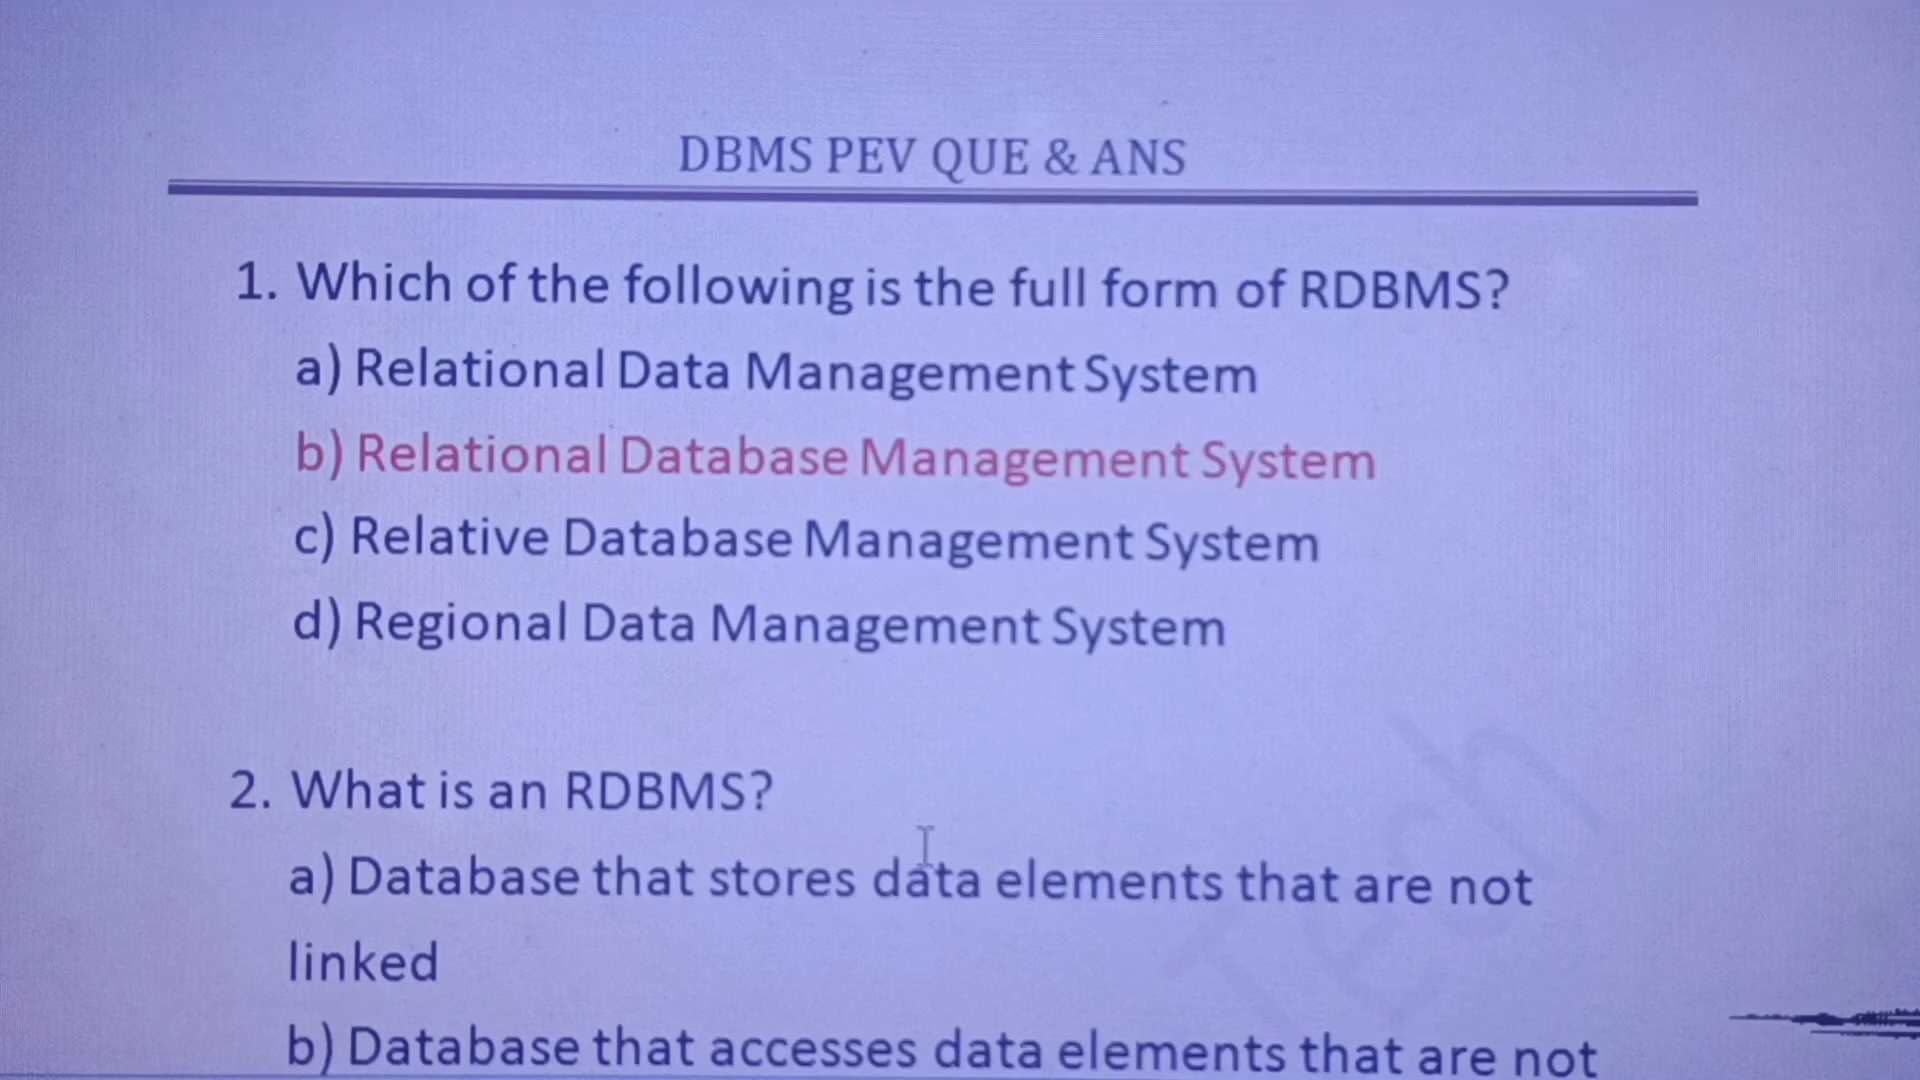 DBMS PEV QUE & ANS
1. Which of the following is the full form of RDBMS?
a) Relational Data Management System
b) Relational Database Management System
c) Relative Database Management System
d) Regional Data Management System
2. What is an RDBMS?
a) Database that stores data elements that are not
linked
b) Database that accesses data elements that are not
Tech